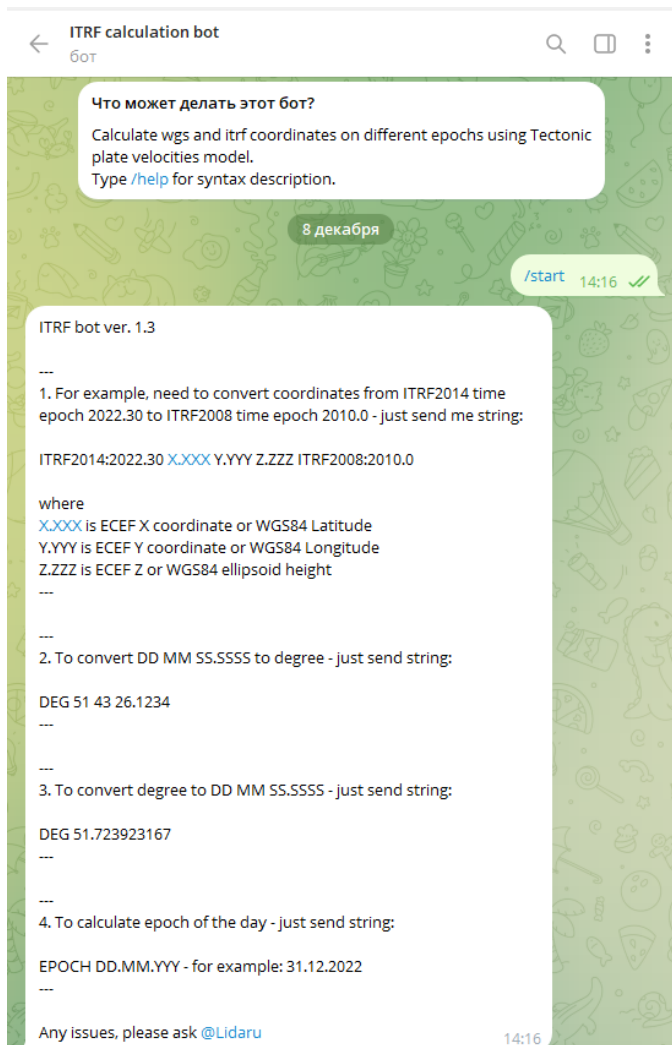 ITRF calculation bot
бот
Что может делать этот бот?
Calculate wgs and itrf coordinates on different epochs using Tectonic
plate velocities model.
Type /help for syntax description.
8 декабря
/start 14:16
ITRF bot ver. 1.3
---
1. For example, need to convert coordinates from ITRF2014 time
epoch 2022.30 to ITRF2008 time epoch 2010.0 - just send me string:
ITRF2014:2022.30 X.XXX Y.YYY Z.ZZZ ITRF2008:2010.0
where
X.XXX is ECEF X coordinate or WGS84 Latitude
Y.YYY is ECEF Y coordinate or WGS84 Longitude
Z.ZZZ is ECEF Z or WGS84 ellipsoid height
---
---
2. To convert DD MM SS.SSSS to degree - just send string:
DEG 51 43 26.1234
---
---
3. To convert degree to DD MM SS.SSSS - just send string:
DEG 51.723923167
---
---
4. To calculate epoch of the day - just send string:
EPOCH DD.MM.YYY - for example: 31.12.2022
---
Any issues, please ask @Lidaru 14:16